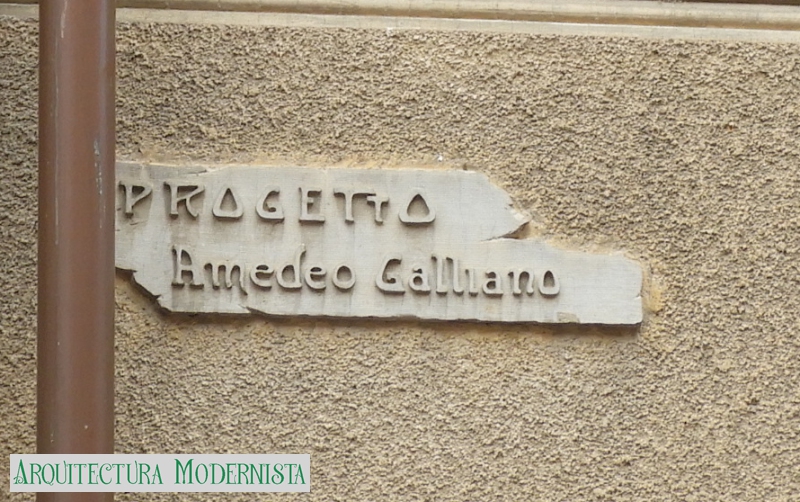 PROGETTO
Amedeo Galliano
ARQUITECTURA MODERNISTA